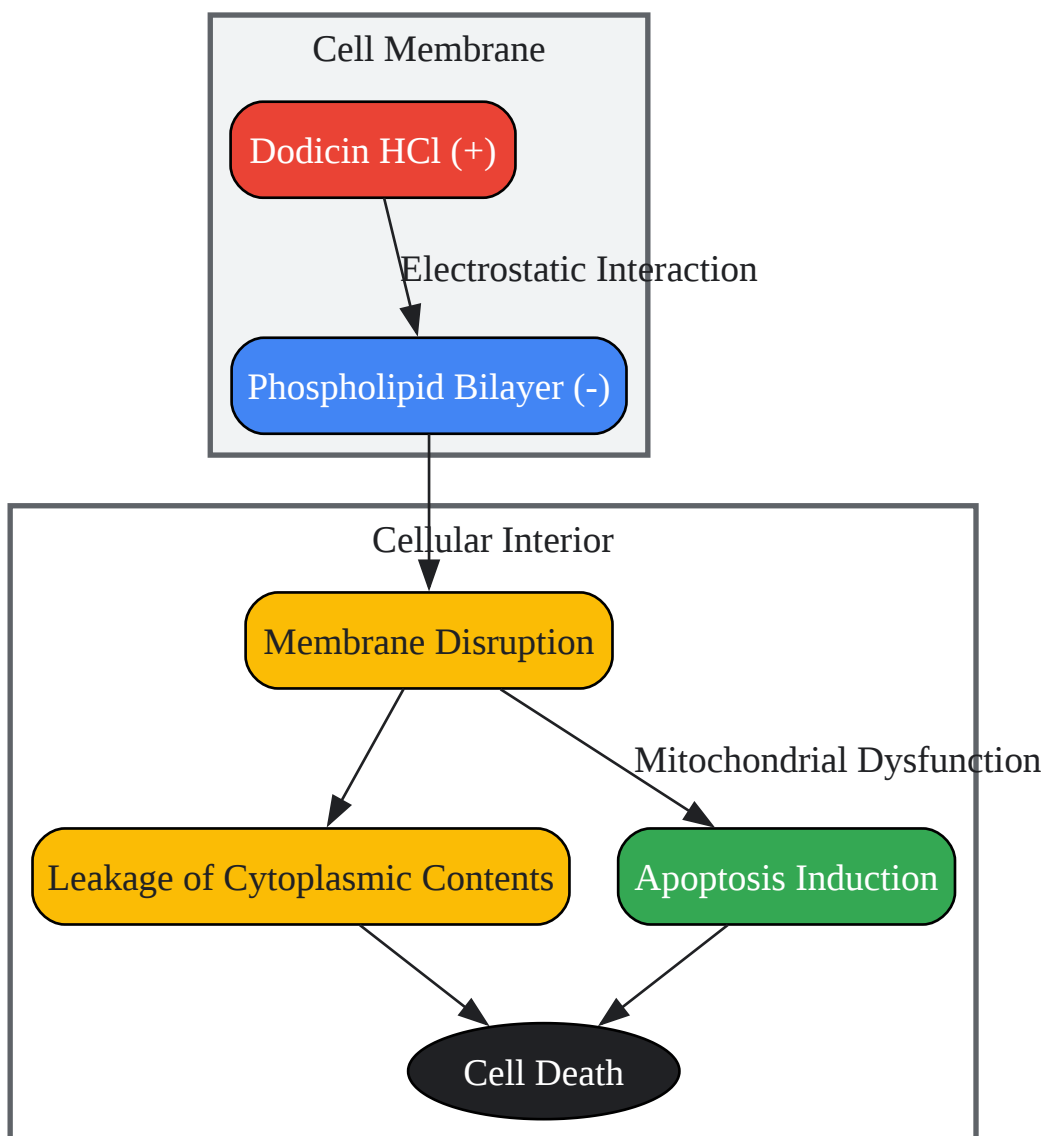 Cell Membrane
Dodicin HCl (+)
Electrostatic Interaction
Phospholipid Bilayer (-)
Cellular Interior
Membrane Disruption
Mitochondrial Dysfunction
Leakage of Cytoplasmic Contents
Apoptosis Induction
Cell Death